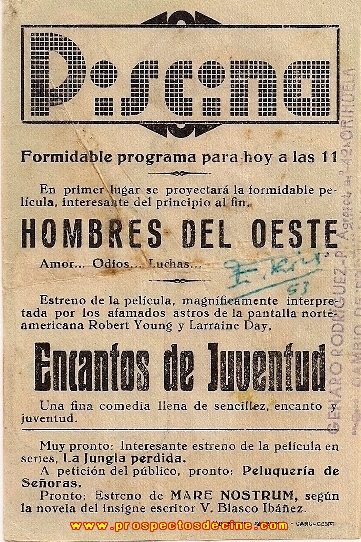 Piscina
Formidable programa para hoy a las 11
En primer lugar se proyectará la formidable pe-
lícula, interesante del principio al fin.
HOMBRES DEL OESTE
Amor... Odios... Luchas...
63
Estreno de la película, magníficamente interpre-
tada por los afamados astros de la pantalla norte-
americana Robert Young y Larraine Day.
Encantos de Juventud
Una fina comedia llena de sencillez, encanto y
juventud.
Muy pronto: Interesante estreno de la película en
series, La Jungla perdida.
A petición del público, pronto: Peluquería de
Señoras.
Pronto: Estreno de MARE NOSTRUM, según
la novela del insigne escritor V. Blasco Ibáñez.
www.prospectosdecine.com
GENARO RODRIGUEZ
ORIHUELA